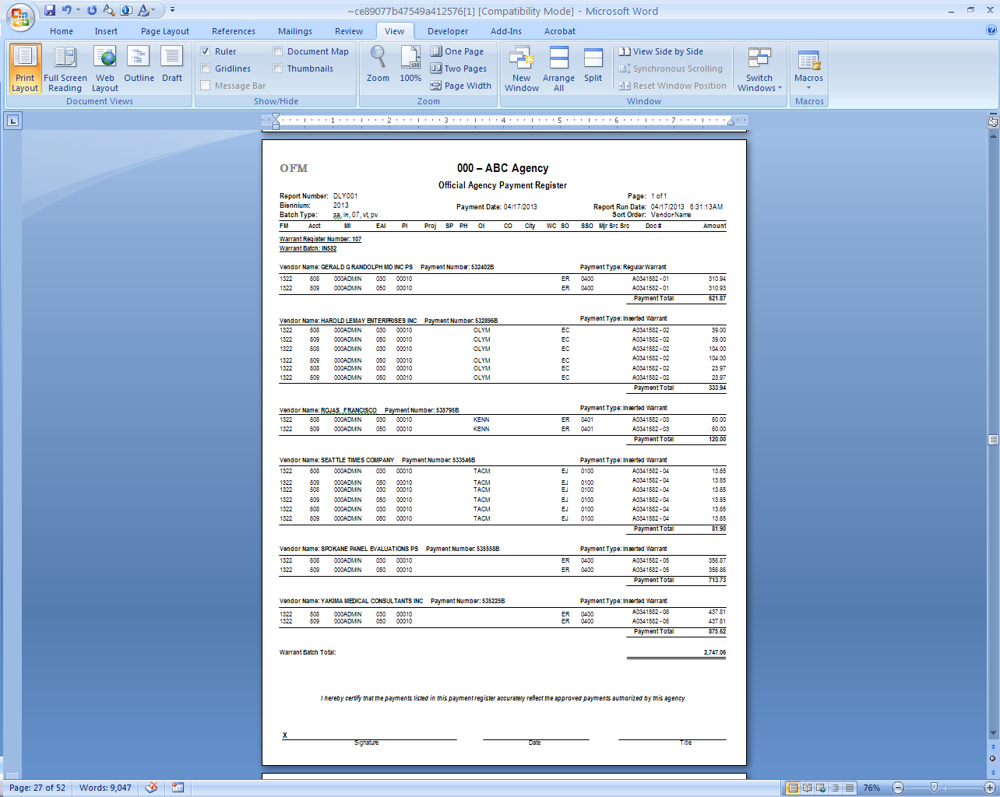 ~ce89077b47549a412576[1] [Compatibility Mode] - Microsoft Word
Home Insert Page Layout References Mailings Review View Developer Add-Ins Acrobat
Print Layout Full Screen Reading Web Layout Outline Draft
Document Views
Ruler Document Map
Gridlines Thumbnails
Message Bar
Show/Hide
Zoom 100% One Page
Two Pages
Page Width
Zoom
New Window Arrange All Split View Side by Side
Synchronous Scrolling
Reset Window Position
Switch Windows
Window
Macros
Macros
1 2 3 4 5 6 7
OFM 000 – ABC Agency
Official Agency Payment Register
Report Number: DLY001 Page: 1 of 1
Biennium: 2013 Payment Date: 04/17/2013 Report Run Date: 04/17/2013 6:31:13AM
Batch Type: sa, in, 07, vt, pv Sort Order: Vendor Name
FM Acct MI EAI PI Proj SP PH OI CO City WC SO SSO Mjr Src Src Doc # Amount
Warrant Register Number: 107
Warrant Batch: IN582
Vendor Name: GERALD G RANDOLPH MD INC PS Payment Number: 532402B Payment Type: Regular Warrant
1322 608 000ADMIN 030 00010 ER 0400 A0341582 - 01 310.94
1322 609 000ADMIN 050 00010 ER 0400 A0341582 - 01 310.93
Payment Total 621.87
Vendor Name: HAROLD LEMAY ENTERPRISES INC Payment Number: 532896B Payment Type: Inserted Warrant
1322 608 000ADMIN 030 00010 OLYM EC A0341582 - 02 39.00
1322 609 000ADMIN 050 00010 OLYM EC A0341582 - 02 39.00
1322 608 000ADMIN 030 00010 OLYM EC A0341582 - 02 104.00
1322 609 000ADMIN 050 00010 OLYM EC A0341582 - 02 104.00
1322 608 000ADMIN 030 00010 OLYM EC A0341582 - 02 23.97
1322 609 000ADMIN 050 00010 OLYM EC A0341582 - 02 23.97
Payment Total 333.94
Vendor Name: ROJAS, FRANCISCO Payment Number: 535795B Payment Type: Inserted Warrant
1322 608 000ADMIN 030 00010 KENN ER 0401 A0341582 - 03 60.00
1322 609 000ADMIN 050 00010 KENN ER 0401 A0341582 - 03 60.00
Payment Total 120.00
Vendor Name: SEATTLE TIMES COMPANY Payment Number: 533546B Payment Type: Inserted Warrant
1322 608 000ADMIN 030 00010 TACM EJ 0100 A0341582 - 04 13.65
1322 609 000ADMIN 050 00010 TACM EJ 0100 A0341582 - 04 13.65
1322 608 000ADMIN 030 00010 TACM EJ 0100 A0341582 - 04 13.65
1322 609 000ADMIN 050 00010 TACM EJ 0100 A0341582 - 04 13.65
1322 608 000ADMIN 030 00010 TACM EJ 0100 A0341582 - 04 13.65
1322 609 000ADMIN 050 00010 TACM EJ 0100 A0341582 - 04 13.65
Payment Total 81.90
Vendor Name: SPOKANE PANEL EVALUATIONS PS Payment Number: 535558B Payment Type: Inserted Warrant
1322 608 000ADMIN 030 00010 ER 0400 A0341582 - 05 356.87
1322 609 000ADMIN 050 00010 ER 0400 A0341582 - 05 356.86
Payment Total 713.73
Vendor Name: YAKIMA MEDICAL CONSULTANTS INC Payment Number: 535225B Payment Type: Inserted Warrant
1322 608 000ADMIN 030 00010 ER 0400 A0341582 - 06 437.81
1322 609 000ADMIN 050 00010 ER 0400 A0341582 - 06 437.81
Payment Total 875.62
Warrant Batch Total: 2,747.06
I hereby certify that the payments listed in this payment register accurately reflect the approved payments authorized by this agency.
X
Signature Date Title
Page: 27 of 52 Words: 9,047 76%